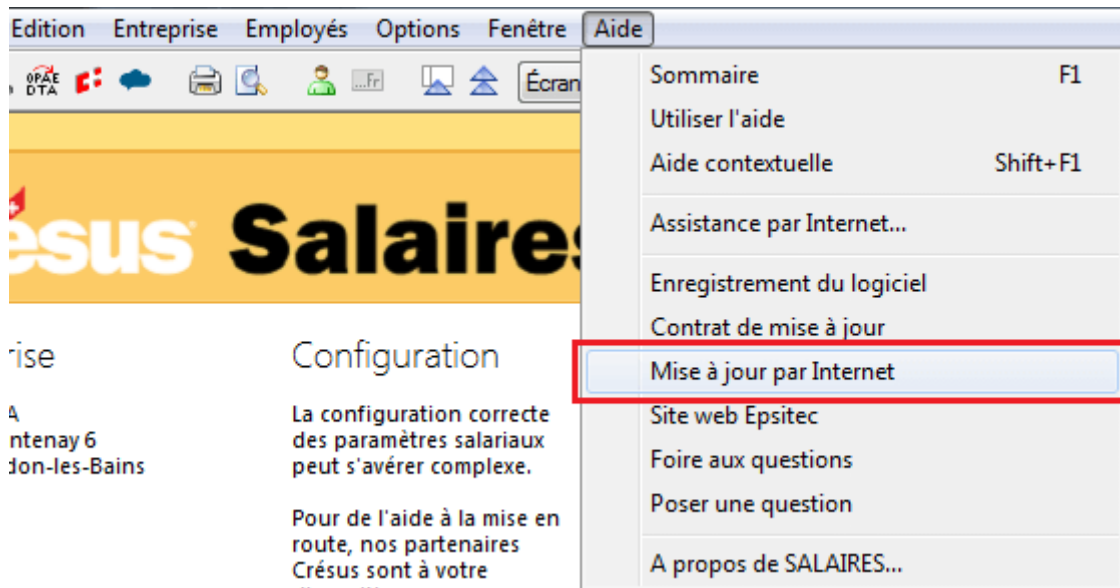 Edition Entreprise Employés Options Fenêtre Aide
OPAE
DTA
...Fr
Écran
ésus Salaires
Sommaire F1
Utiliser l'aide
Aide contextuelle Shift+F1
Assistance par Internet...
Enregistrement du logiciel
Contrat de mise à jour
Mise à jour par Internet
Site web Epsitec
Foire aux questions
Poser une question
A propos de SALAIRES...
rise
A
ntenay 6
don-les-Bains
Configuration
La configuration correcte
des paramètres salariaux
peut s'avérer complexe.
Pour de l'aide à la mise en
route, nos partenaires
Crésus sont à votre